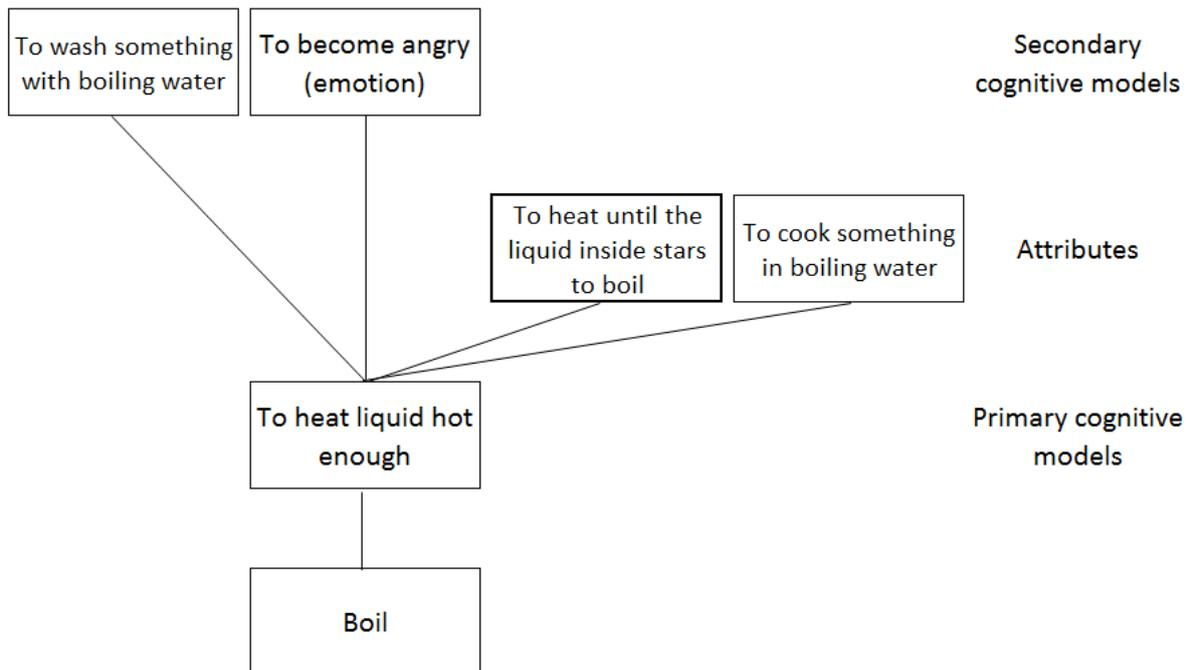 To wash something
with boiling water
To become angry
(emotion)
Secondary
cognitive models
To heat until the
liquid inside stars
to boil
To cook something
in boiling water
Attributes
To heat liquid hot
enough
Primary cognitive
models
Boil